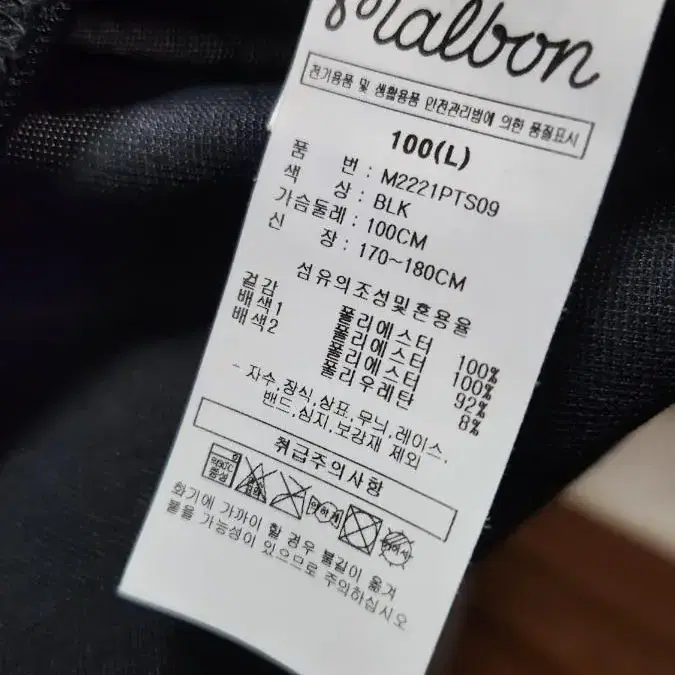 Malbon
전기용품 및 생활용품 안전관리법에 의한 품질표시
100(L)
품 번 : M2221PTS09
색 상 : BLK
가슴둘레 : 100CM
신 장 : 170~180CM
섬유의조성및혼용율
겉감 폴리에스터 100%
배색1 폴리에스터 100%
배색2 폴리에스터 92%
폴리우레탄 8%
- 자수,장식,상표,무늬,레이스,
밴드,심지,보강재 제외
취급주의사항
약하게
화기에 가까이 할 경우 불길이 옮겨
붙을 가능성이 있으므로 주의하십시오